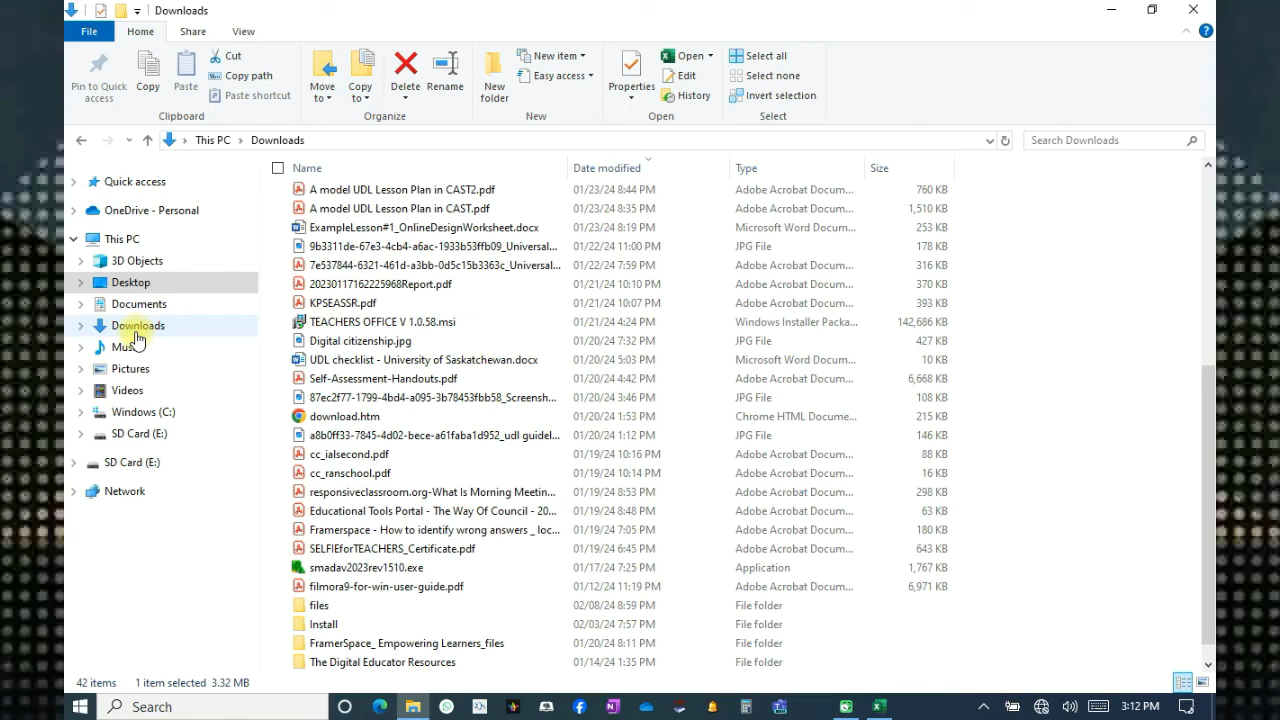 Downloads
File Home Share View
Pin to Quick access
Copy
Paste
Cut
Copy path
Paste shortcut
Clipboard
Move to
Copy to
Delete
Rename
Organize
New folder
New item
Easy access
New
Properties
Open
Edit
History
Open
Select all
Select none
Invert selection
Select
This PC Downloads
Search Downloads
Quick access
OneDrive - Personal
This PC
3D Objects
Desktop
Documents
Downloads
Pictures
Videos
Windows (C:)
SD Card (E:)
SD Card (E:)
Network
Name Date modified Type Size
A model UDL Lesson Plan in CAST2.pdf 01/23/24 8:44 PM Adobe Acrobat Docum... 760 KB
A model UDL Lesson Plan in CAST.pdf 01/23/24 8:35 PM Adobe Acrobat Docum... 1,510 KB
ExampleLesson#1_OnlineDesignWorksheet.docx 01/23/24 8:19 PM Microsoft Word Docum... 253 KB
9b3311de-67e3-4cb4-a6ac-1933b53ffb09_Universal... 01/22/24 11:00 PM JPG File 178 KB
7e537844-6321-461d-a3bb-0d5c15b3363c_Universal... 01/22/24 7:59 PM Adobe Acrobat Docum... 316 KB
20230117162225968Report.pdf 01/21/24 10:10 PM Adobe Acrobat Docum... 370 KB
KPSEASSR.pdf 01/21/24 10:07 PM Adobe Acrobat Docum... 393 KB
TEACHERS OFFICE V 1.0.58.msi 01/21/24 4:24 PM Windows Installer Packa... 142,686 KB
Digital citizenship.jpg 01/20/24 7:32 PM JPG File 427 KB
UDL checklist - University of Saskatchewan.docx 01/20/24 5:03 PM Microsoft Word Docum... 10 KB
Self-Assessment-Handouts.pdf 01/20/24 4:42 PM Adobe Acrobat Docum... 6,668 KB
87ec2f77-1799-4bd4-a095-3b78453fbb58_Screensh... 01/20/24 3:46 PM JPG File 108 KB
download.htm 01/20/24 1:53 PM Chrome HTML Docume... 215 KB
a8b0ff33-7845-4d02-bece-a61faba1d952_udl guidel... 01/20/24 1:12 PM JPG File 146 KB
cc_ialsecond.pdf 01/19/24 10:16 PM Adobe Acrobat Docum... 88 KB
cc_ranschool.pdf 01/19/24 10:14 PM Adobe Acrobat Docum... 16 KB
responsiveclassroom.org-What Is Morning Meetin... 01/19/24 8:53 PM Adobe Acrobat Docum... 298 KB
Educational Tools Portal - The Way Of Council - 20... 01/19/24 8:48 PM Adobe Acrobat Docum... 63 KB
Framerspace - How to identify wrong answers _ loc... 01/19/24 7:05 PM Adobe Acrobat Docum... 180 KB
SELFIEforTEACHERS_Certificate.pdf 01/19/24 6:45 PM Adobe Acrobat Docum... 643 KB
smadav2023rev1510.exe 01/17/24 7:25 PM Application 1,767 KB
filmora9-for-win-user-guide.pdf 01/12/24 11:19 PM Adobe Acrobat Docum... 6,971 KB
files 02/08/24 8:59 PM File folder
Install 02/03/24 7:57 PM File folder
FramerSpace_ Empowering Learners_files 01/20/24 8:11 PM File folder
The Digital Educator Resources 01/14/24 1:35 PM File folder
42 items 1 item selected 3.32 MB
Search 3:12 PM